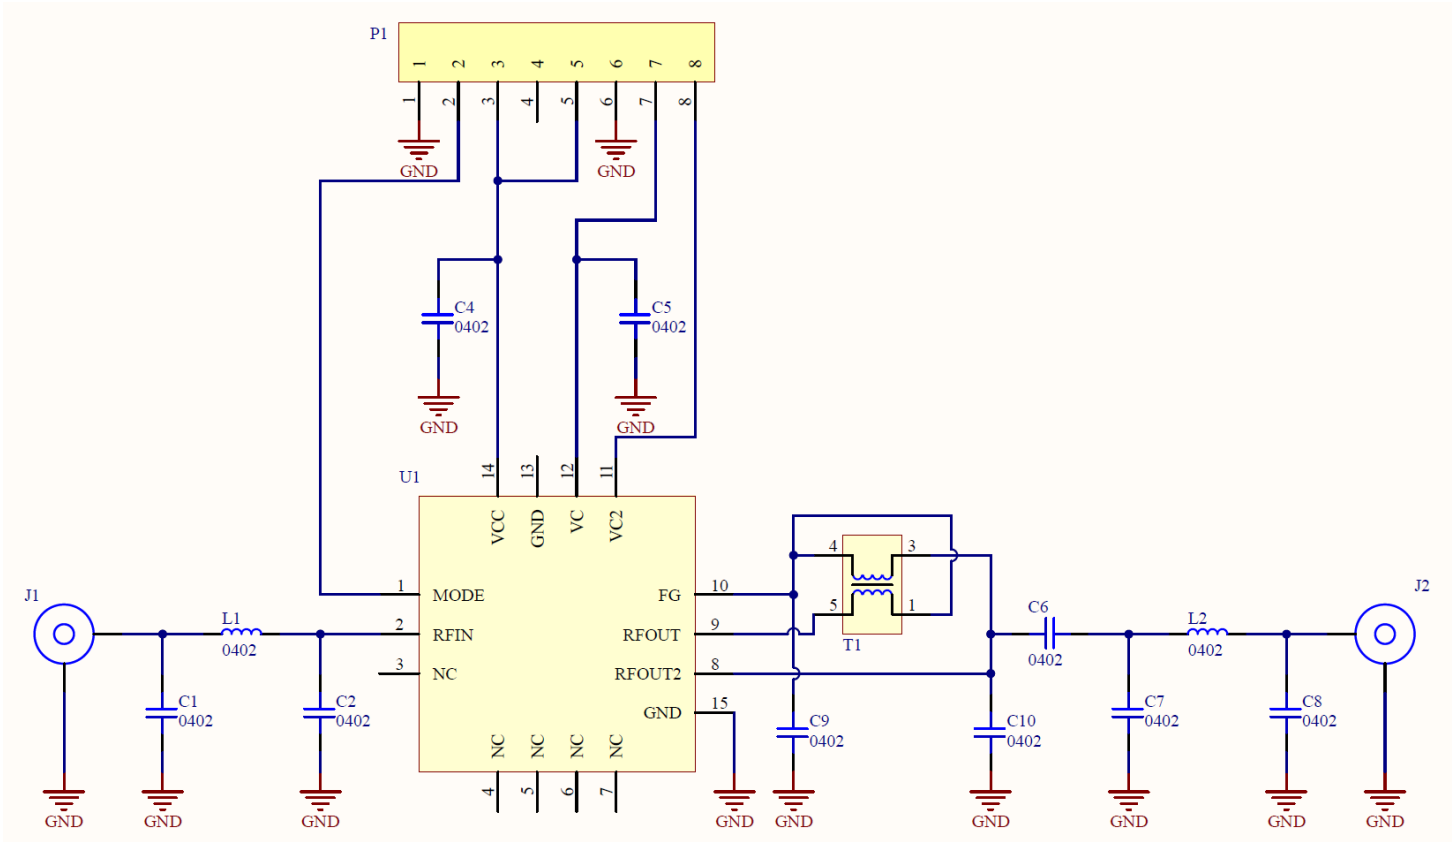 P1
1 2 3 4 5 6 7 8
1 2 3 4 5 6 7 8
GND GND
C4
0402
C5
0402
GND GND
U1
14 13 12 11
VCC GND VC VC2
4 3
5 1
T1
1 MODE
2 RFIN
3 NC
FG 10
RFOUT 9
RFOUT2 8
GND 15
NC NC NC NC
4 5 6 7
J1
L1
0402
C1
0402
C2
0402
C6
0402
L2
0402
J2
C9
0402
C10
0402
C7
0402
C8
0402
GND GND GND GND GND GND GND GND GND